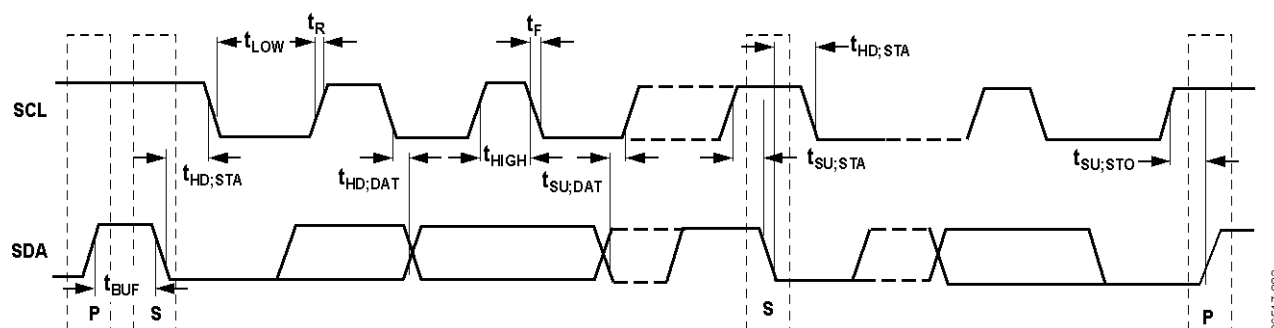 tR
tF
tLOW
tHD;STA
SCL
tHD;STA
tHD;DAT
tHIGH
tSU;DAT
tSU;STA
tSU;STO
SDA
tBUF
P
S
S
P